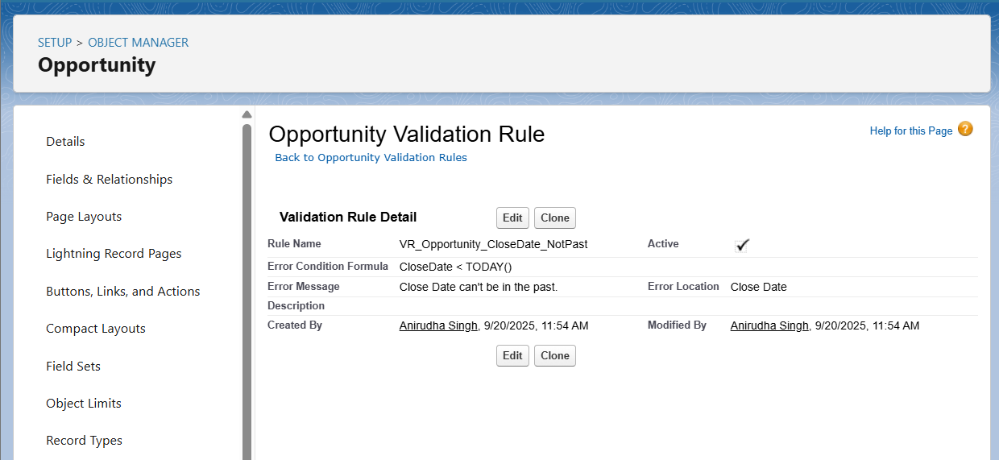 SETUP > OBJECT MANAGER
Opportunity
Details
Fields & Relationships
Page Layouts
Lightning Record Pages
Buttons, Links, and Actions
Compact Layouts
Field Sets
Object Limits
Record Types
Opportunity Validation Rule
Help for this Page ?
Back to Opportunity Validation Rules
Validation Rule Detail Edit Clone
Rule Name VR_Opportunity_CloseDate_NotPast Active
Error Condition Formula CloseDate < TODAY()
Error Message Close Date can't be in the past. Error Location Close Date
Description
Created By Anirudha Singh, 9/20/2025, 11:54 AM Modified By Anirudha Singh, 9/20/2025, 11:54 AM
Edit Clone